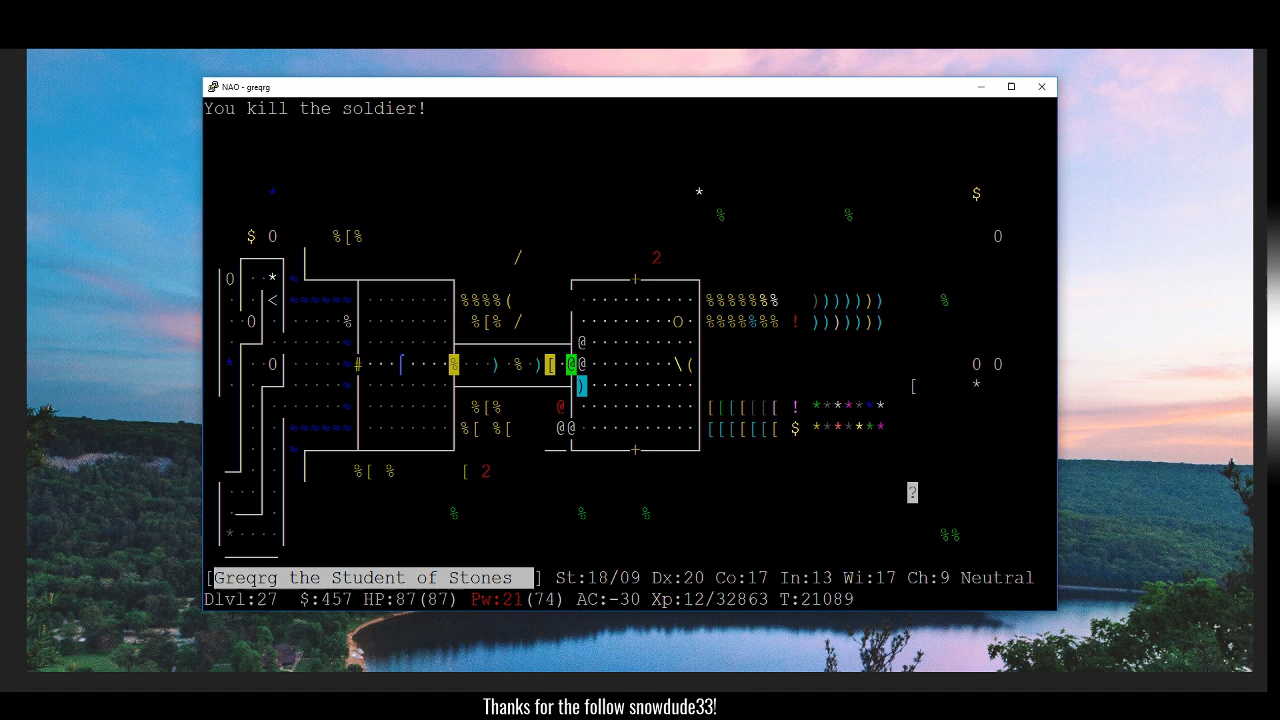 NAO - greqrg
You kill the soldier!
[Greqrg the Student of Stones ] St:18/09 Dx:20 Co:17 In:13 Wi:17 Ch:9 Neutral
Dlvl:27 $:457 HP:87(87) Pw:21(74) AC:-30 Xp:12/32863 T:21089
Thanks for the follow snowdude33!